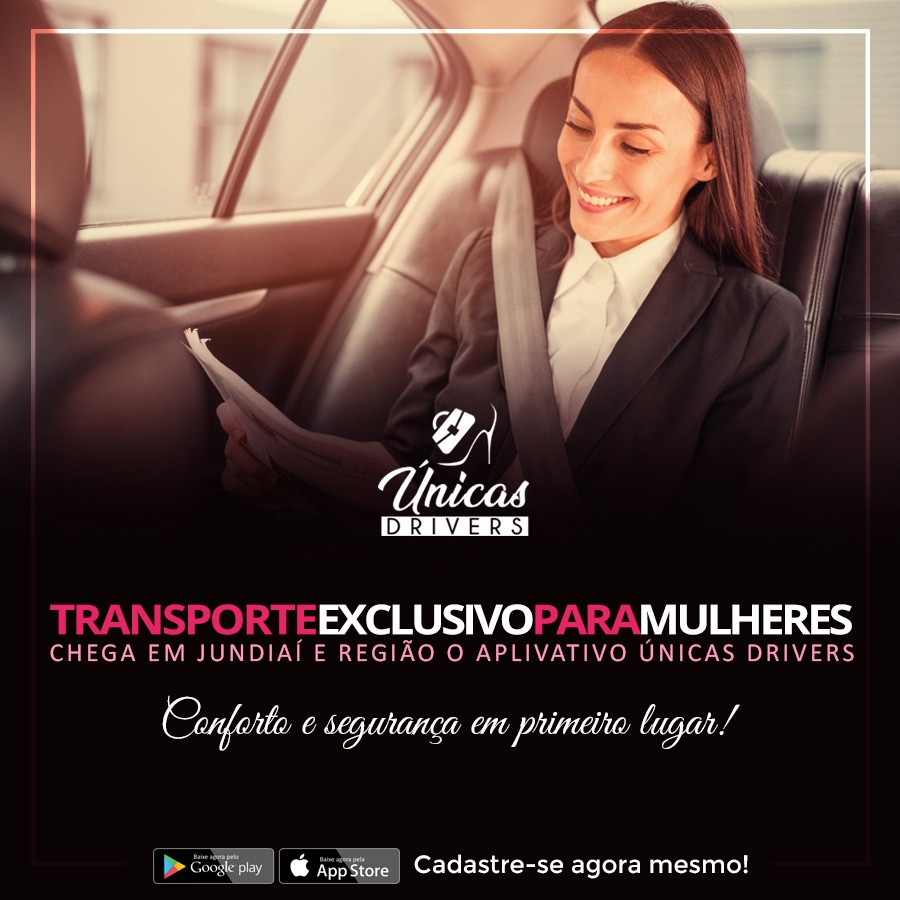 Únicas
DRIVERS
TRANSPORTEEXCLUSIVOPARAMULHERES
CHEGA EM JUNDIAÍ E REGIÃO O APLIVATIVO ÚNICAS DRIVERS
Conforto e segurança em primeiro lugar!
Baixe agora pelo
Google play
Baixe agora pela
App Store
Cadastre-se agora mesmo!